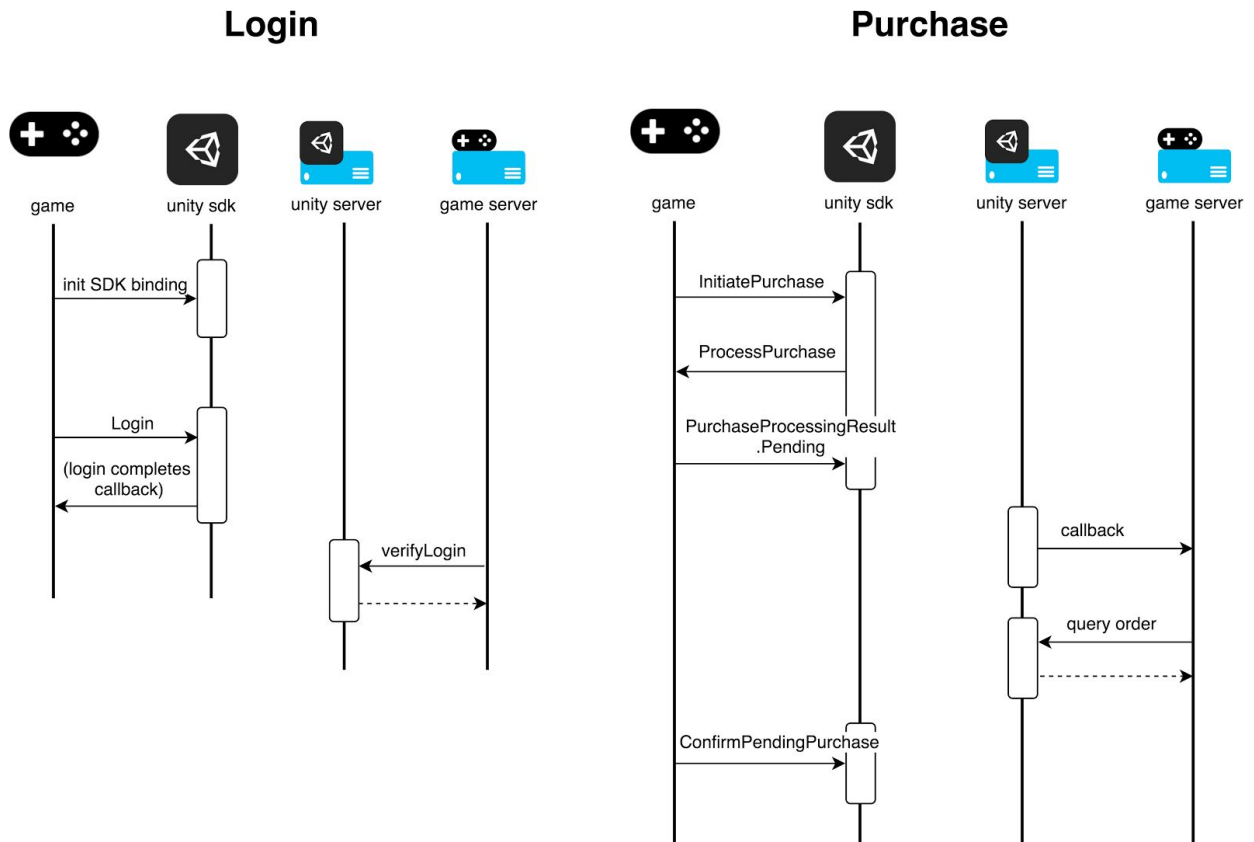 Login
game
unity sdk
unity server
game server
init SDK binding
Login
(login completes
callback)
verifyLogin
Purchase
game
unity sdk
unity server
game server
InitiatePurchase
ProcessPurchase
PurchaseProcessingResult
.Pending
callback
query order
ConfirmPendingPurchase